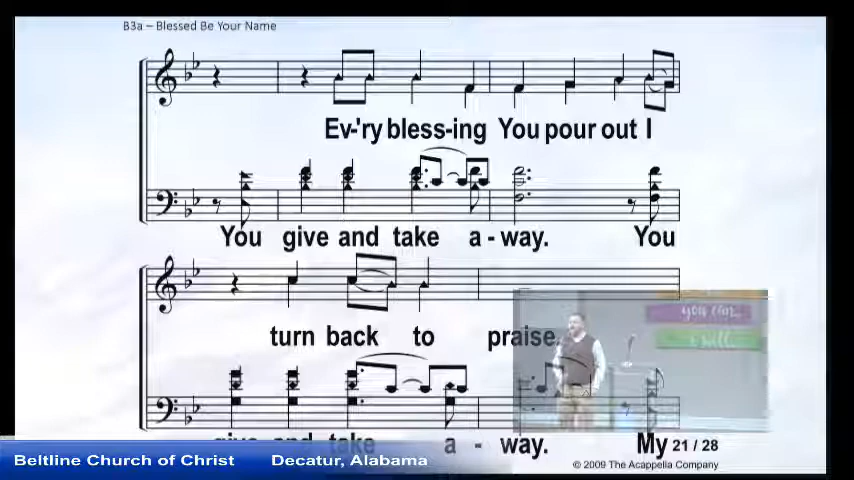 B3a – Blessed Be Your Name
Ev-'ry bless-ing You pour out I
You give and take a - way. You
turn back to praise.
you can
give and take a - way. My 21 / 28
Beltline Church of Christ Decatur, Alabama
© 2009 The Acappella Company